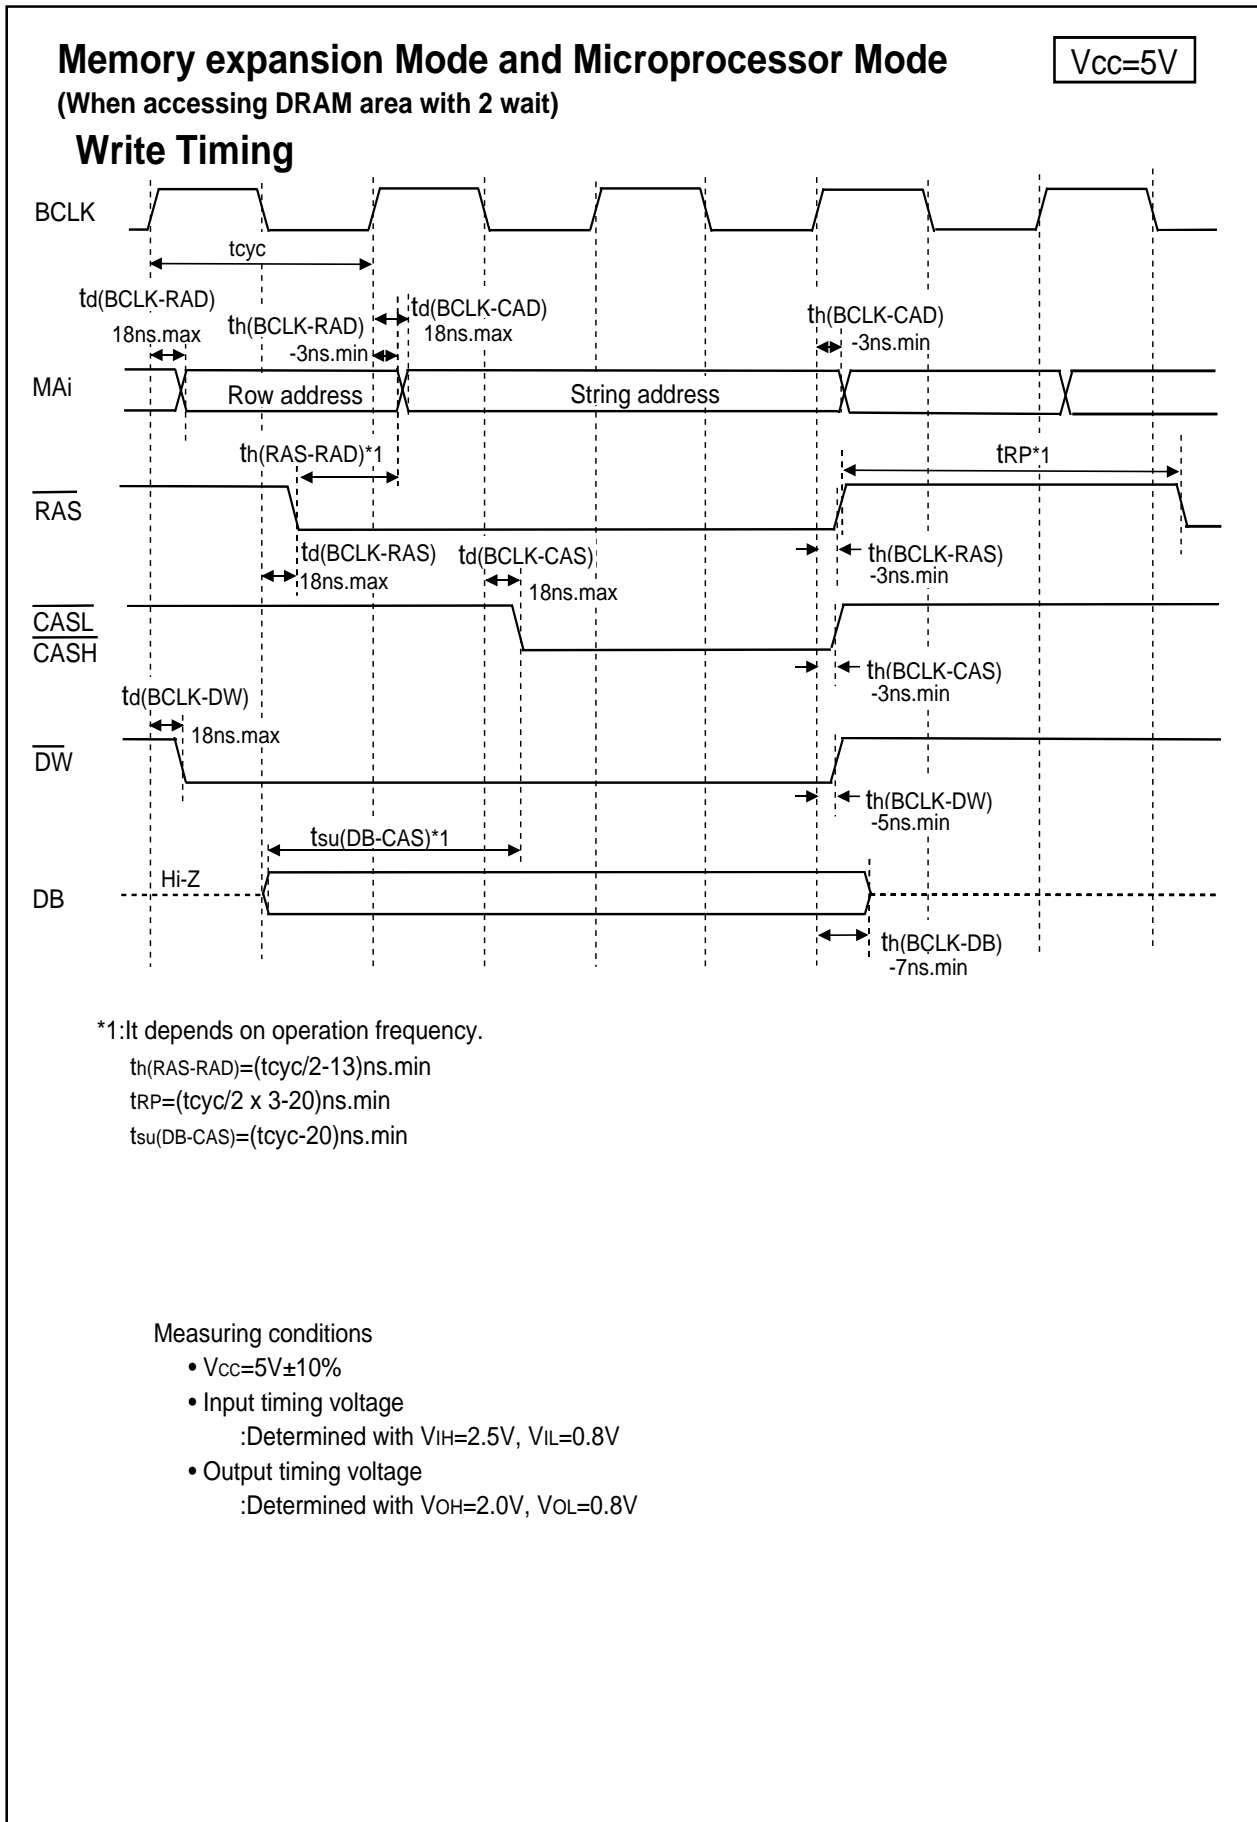 Memory expansion Mode and Microprocessor Mode
Vcc=5V
(When accessing DRAM area with 2 wait)
Write Timing
BCLK
tcyc
td(BCLK-RAD)
18ns.max
th(BCLK-RAD)
-3ns.min
td(BCLK-CAD)
18ns.max
th(BCLK-CAD)
-3ns.min
MAi
Row address
String address
th(RAS-RAD)*1
tRP*1
RAS
td(BCLK-RAS)
18ns.max
td(BCLK-CAS)
18ns.max
th(BCLK-RAS)
-3ns.min
CASL
CASH
th(BCLK-CAS)
-3ns.min
td(BCLK-DW)
18ns.max
DW
th(BCLK-DW)
-5ns.min
tsu(DB-CAS)*1
Hi-Z
DB
th(BCLK-DB)
-7ns.min
*1:It depends on operation frequency.
th(RAS-RAD)=(tcyc/2-13)ns.min
tRP=(tcyc/2 x 3-20)ns.min
tsu(DB-CAS)=(tcyc-20)ns.min
Measuring conditions
• VCC=5V±10%
• Input timing voltage
:Determined with VIH=2.5V, VIL=0.8V
• Output timing voltage
:Determined with VOH=2.0V, VOL=0.8V